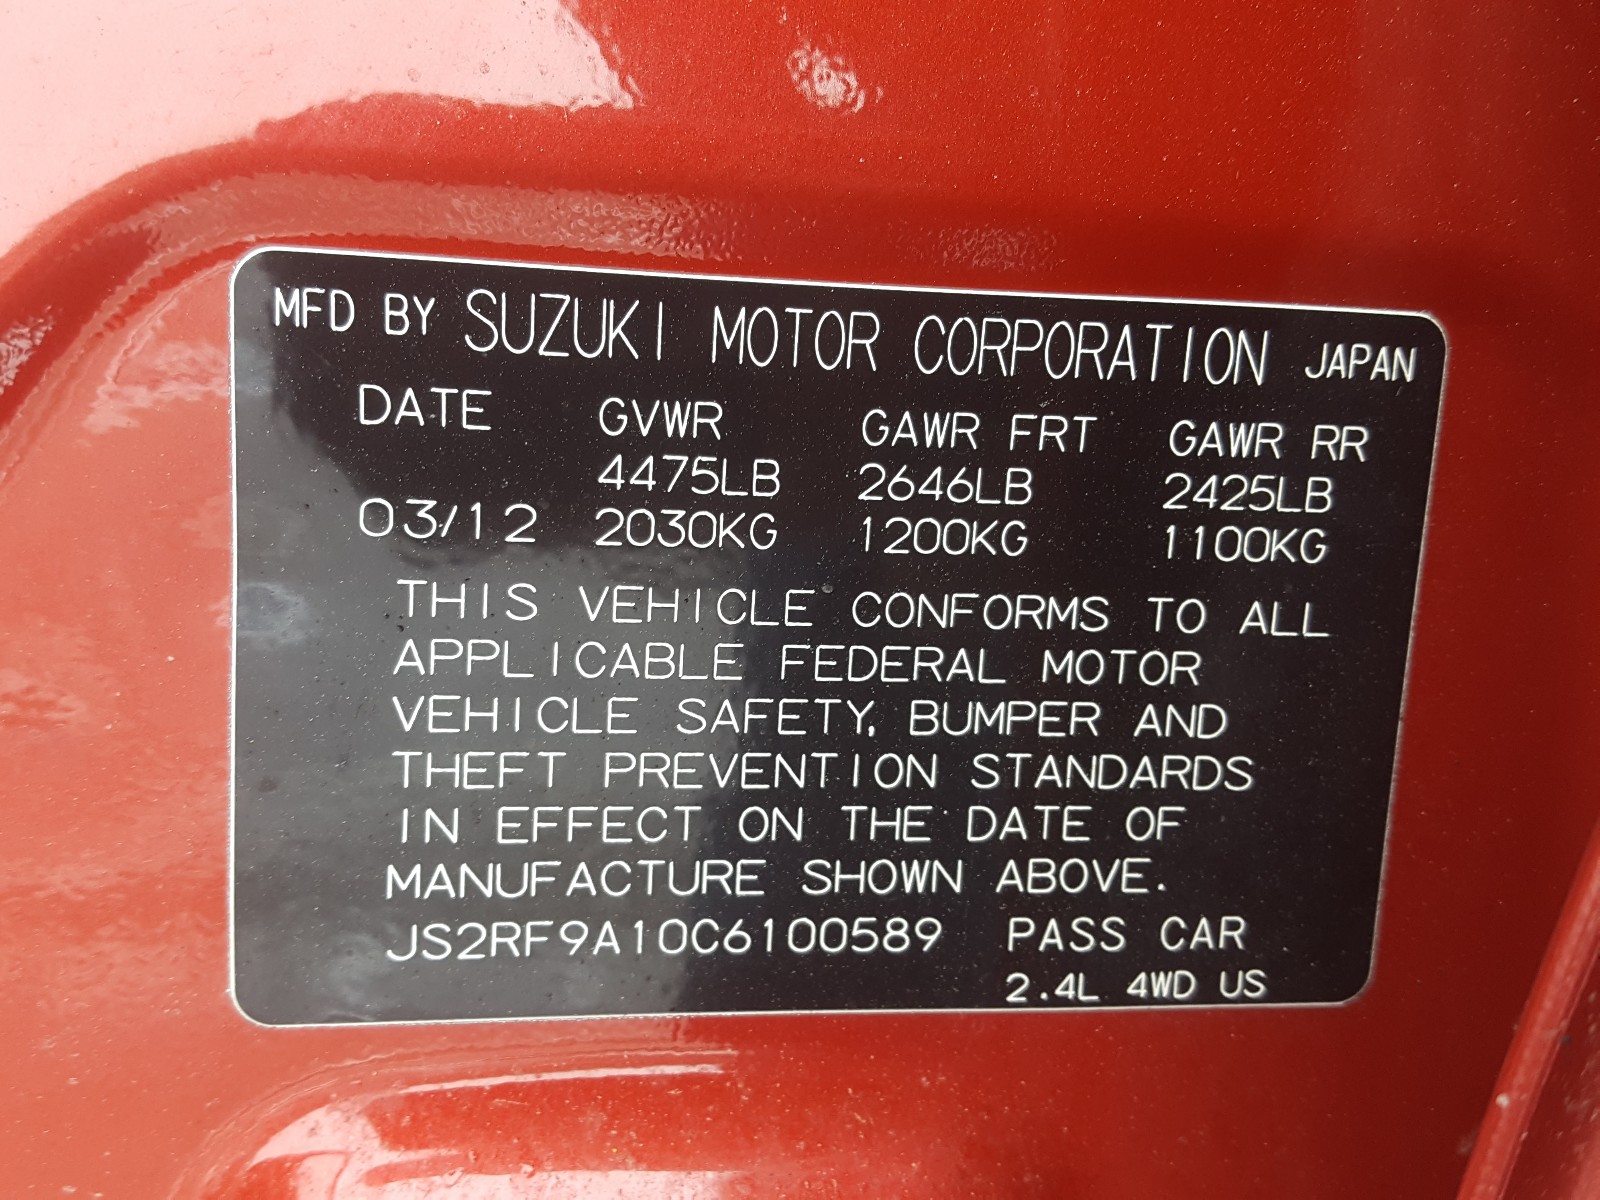 MFD BY SUZUKI MOTOR CORPORATION JAPAN
DATE GVWR GAWR FRT GAWR RR
4475LB 2646LB 2425LB
03/12 2030KG 1200KG 1100KG
THIS VEHICLE CONFORMS TO ALL
APPLICABLE FEDERAL MOTOR
VEHICLE SAFETY, BUMPER AND
THEFT PREVENTION STANDARDS
IN EFFECT ON THE DATE OF
MANUFACTURE SHOWN ABOVE.
JS2RF9A10C6100589 PASS CAR
2.4L 4WD US